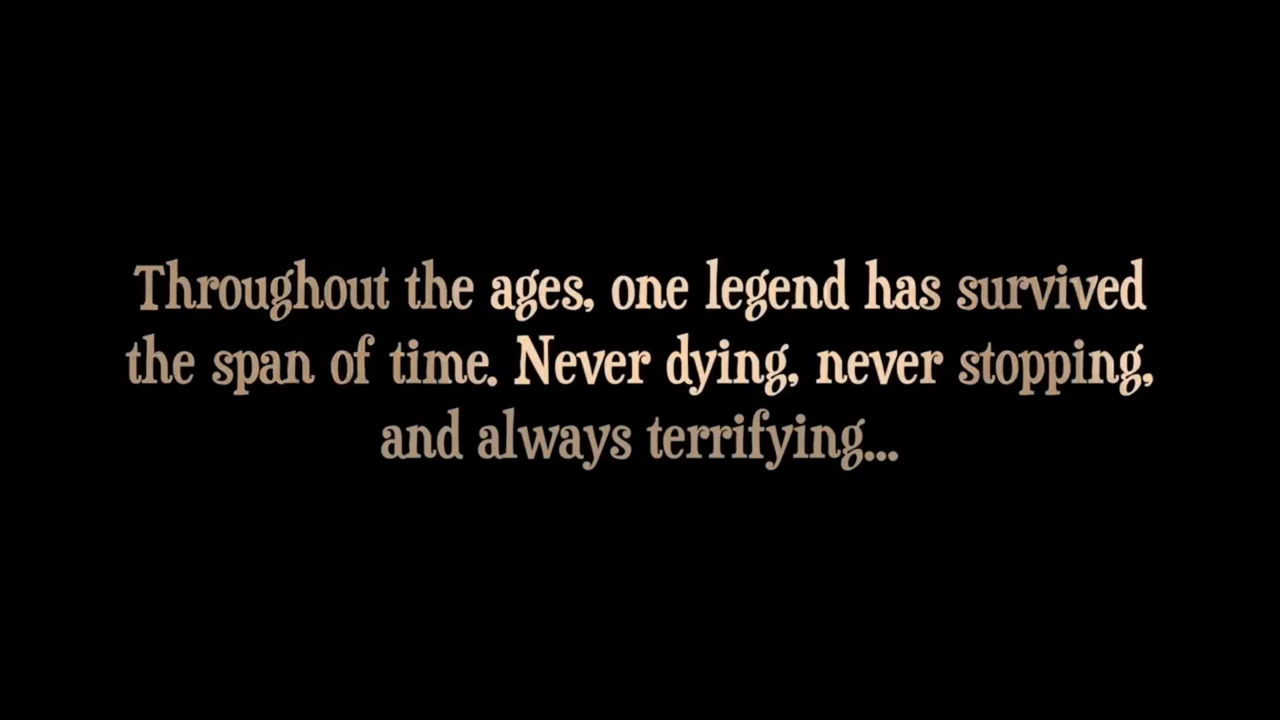 Throughout the ages, one legend has survived
the span of time. Never dying, never stopping,
and always terrifying...